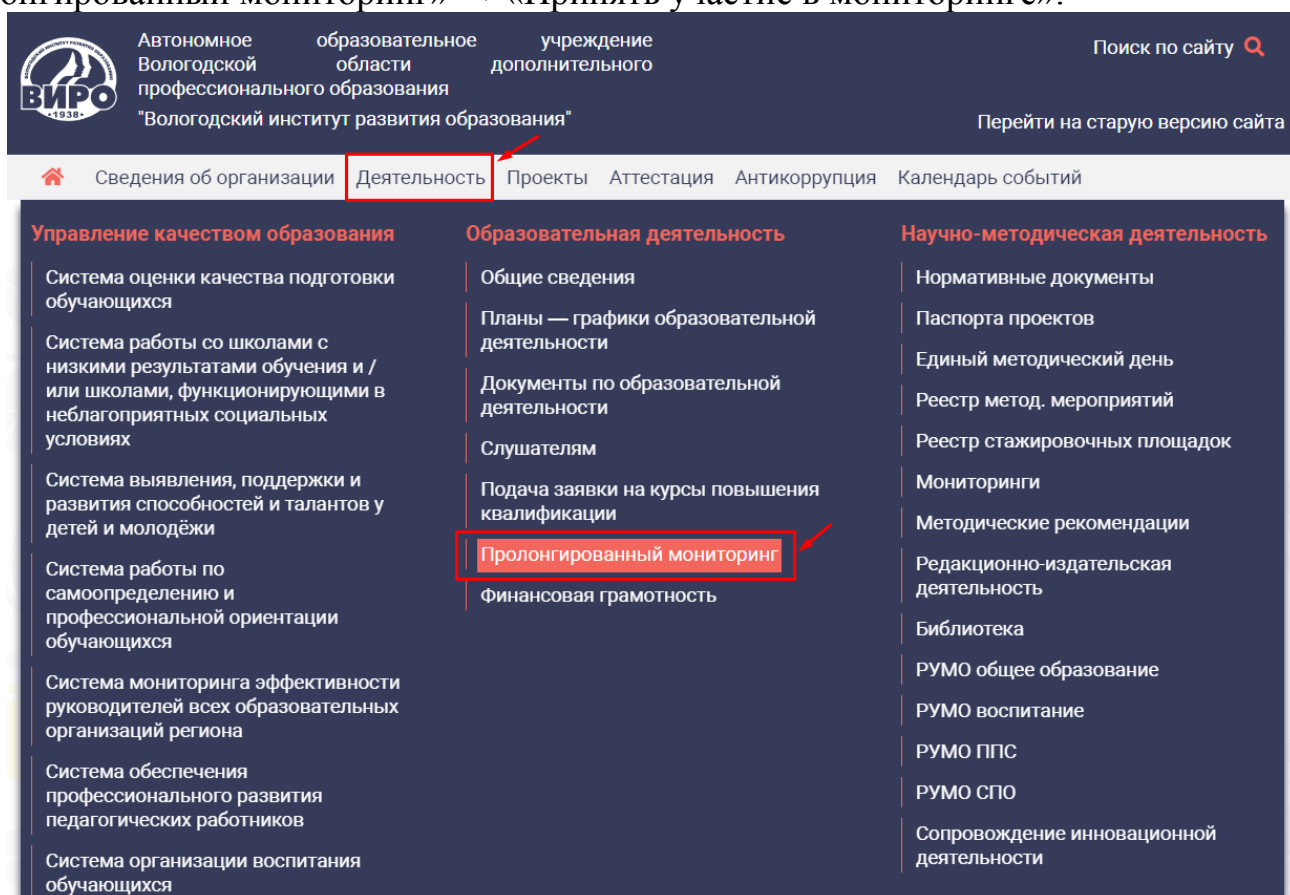 онгированный мониторинг» → «Принять участие в мониторинге».
ВИРО
·1938·
Автономное образовательное учреждение
Вологодской области дополнительного
профессионального образования
"Вологодский институт развития образования"
Поиск по сайту
Перейти на старую версию сайта
Сведения об организации Деятельность Проекты Аттестация Антикоррупция Календарь событий
Управление качеством образования
Система оценки качества подготовки
обучающихся
Система работы со школами с
низкими результатами обучения и /
или школами, функционирующими в
неблагоприятных социальных
условиях
Система выявления, поддержки и
развития способностей и талантов у
детей и молодёжи
Система работы по
самоопределению и
профессиональной ориентации
обучающихся
Система мониторинга эффективности
руководителей всех образовательных
организаций региона
Система обеспечения
профессионального развития
педагогических работников
Система организации воспитания
обучающихся
Образовательная деятельность
Общие сведения
Планы — графики образовательной
деятельности
Документы по образовательной
деятельности
Слушателям
Подача заявки на курсы повышения
квалификации
Пролонгированный мониторинг
Финансовая грамотность
Научно-методическая деятельность
Нормативные документы
Паспорта проектов
Единый методический день
Реестр метод. мероприятий
Реестр стажировочных площадок
Мониторинги
Методические рекомендации
Редакционно-издательская
деятельность
Библиотека
РУМО общее образование
РУМО воспитание
РУМО ППС
РУМО СПО
Сопровождение инновационной
деятельности